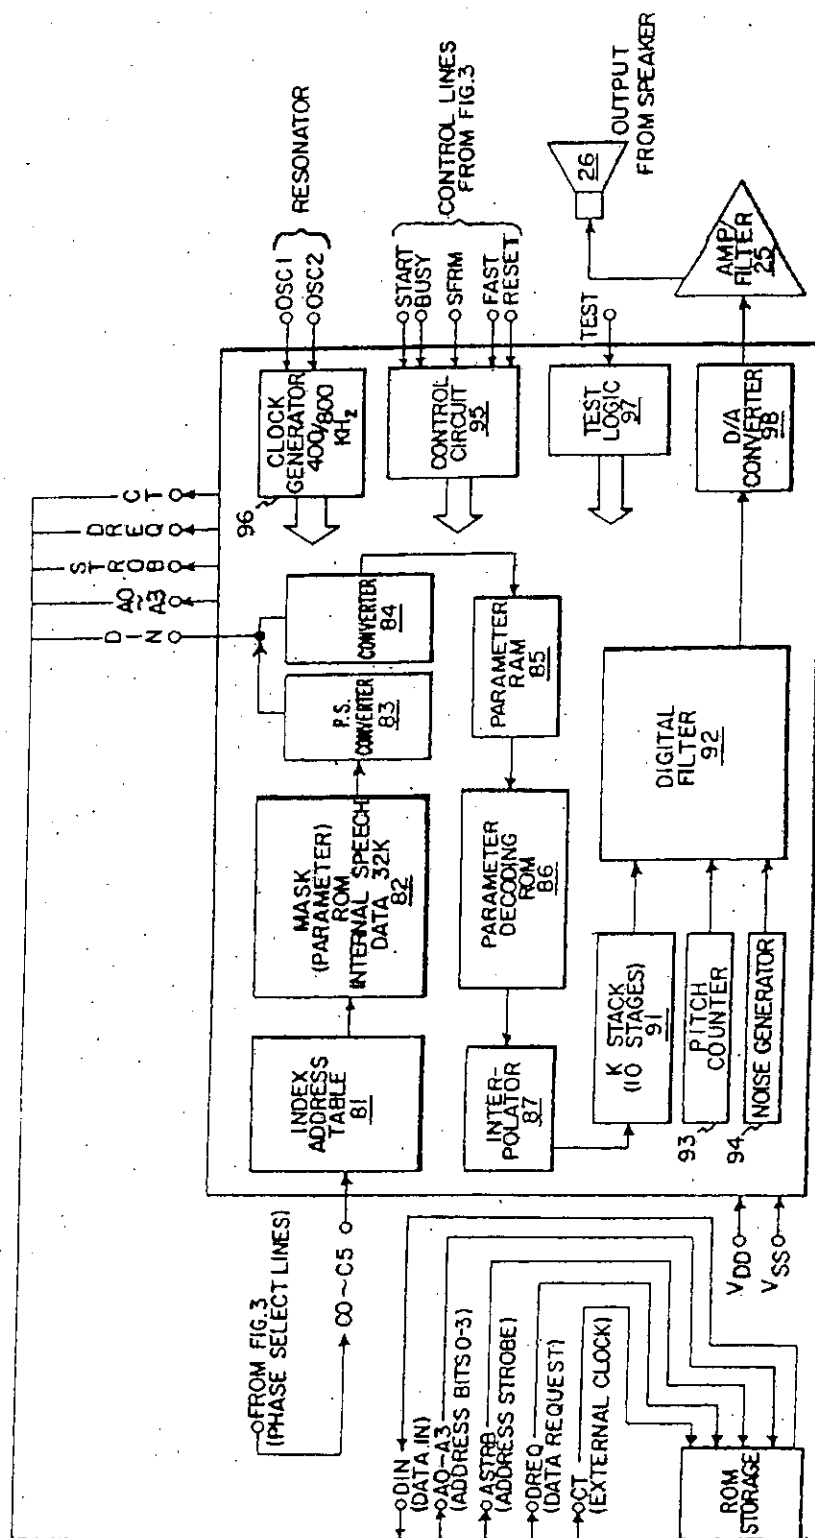 FROM FIG.3
(PHASE SELECT LINES)
C0~C5
DIN
(DATA IN)
A0-A3
(ADDRESS BITS 0-3)
ASTRB
(ADDRESS STROBE)
DREQ
(DATA REQUEST)
CT
(EXTERNAL CLOCK)
ROM
STORAGE
VDD
VSS
INDEX
ADDRESS
TABLE
81
MASK
(PARAMETER)
ROM
INTERNAL SPEECH
DATA 32K
82
P.S.
CONVERTER
83
CONVERTER
84
DIN
A0~A3
STROB
DREQ
CT
INTER-
POLATOR
87
PARAMETER
DECODING
ROM
86
PARAMETER
RAM
85
K STACK
(10 STAGES)
91
93
PITCH
COUNTER
94
NOISE GENERATOR
DIGITAL
FILTER
92
96
CLOCK
GENERATOR
400/800
KHz
OSC1
OSC2
RESONATOR
CONTROL
CIRCUIT
95
START
BUSY
SFRM
FAST
RESET
CONTROL LINES
FROM FIG.3
TEST
LOGIC
97
TEST
D/A
CONVERTER
98
AMP/
FILTER
25
26
OUTPUT
FROM SPEAKER